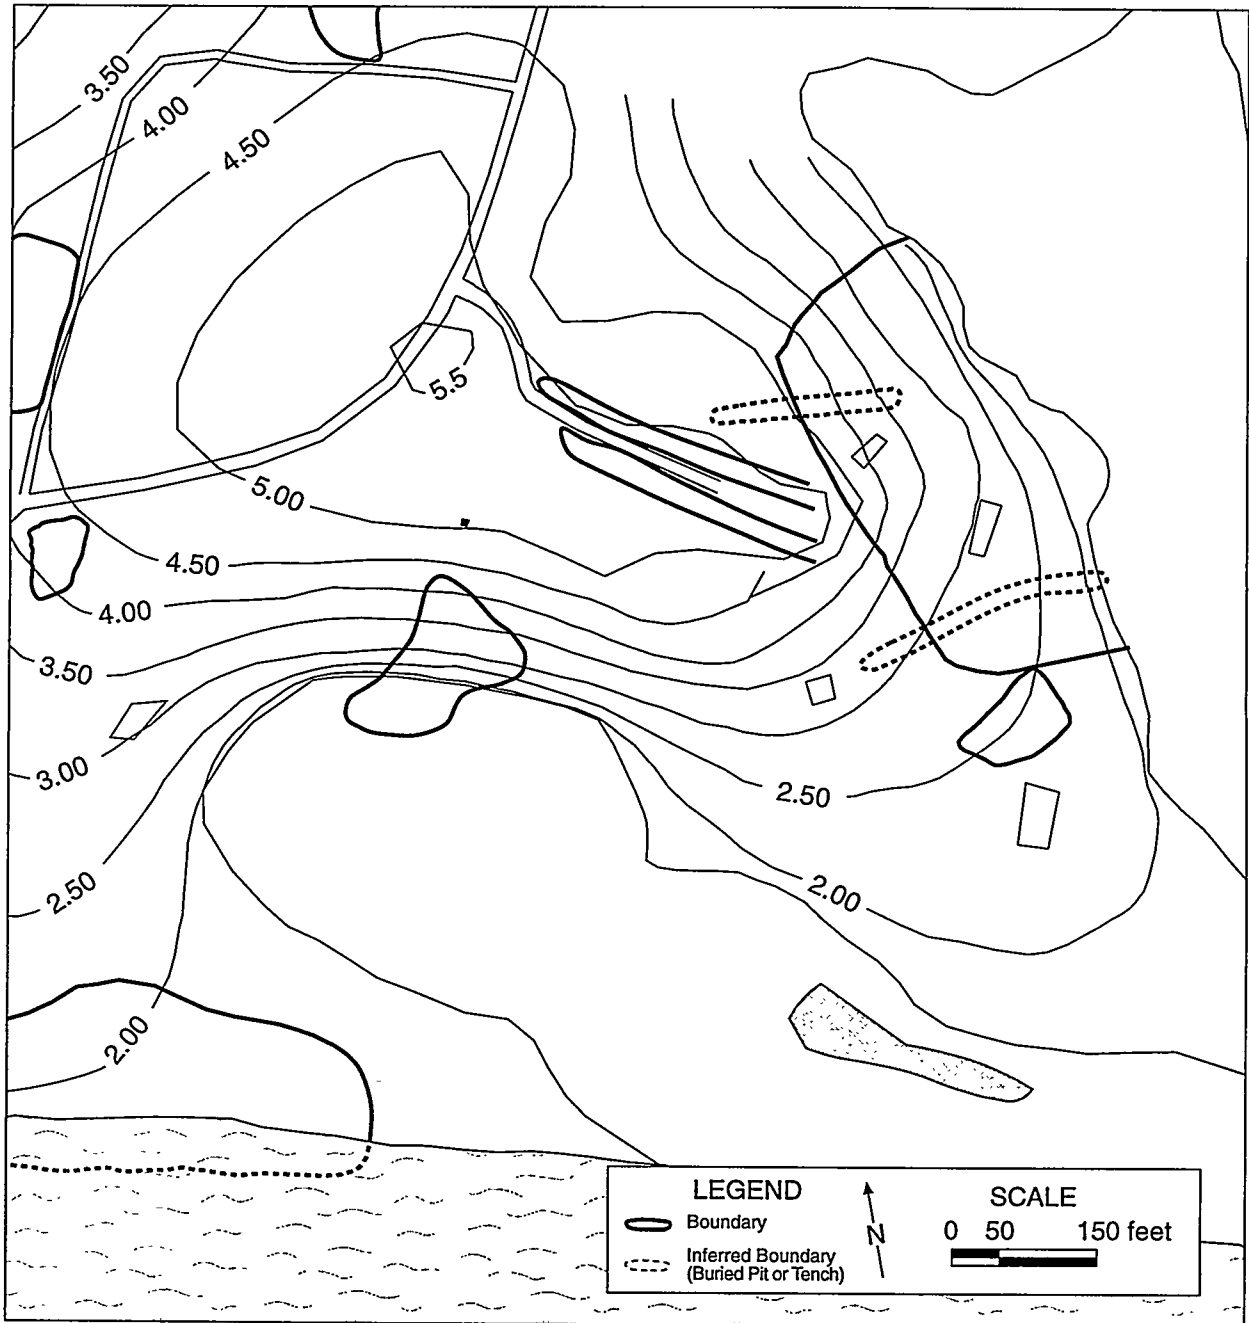 3.50
4.00
4.50
5.5
5.00
4.50
4.00
3.50
3.00
2.50
2.50
2.00
2.00
LEGEND
Boundary
Inferred Boundary
(Buried Pit or Tench)
N
SCALE
0 50 150 feet